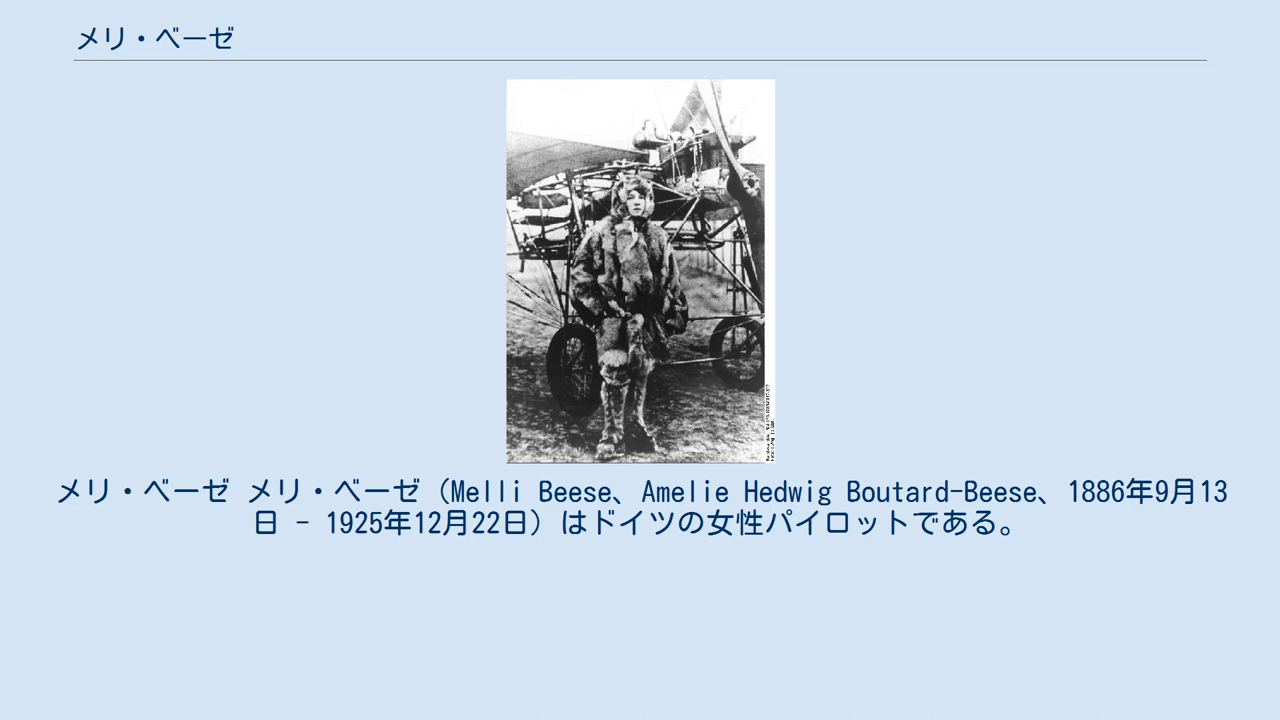 メリ・ベーゼ
メリ・ベーゼ メリ・ベーゼ（Melli Beese、Amelie Hedwig Boutard-Beese、1886年9月13
日 - 1925年12月22日）はドイツの女性パイロットである。